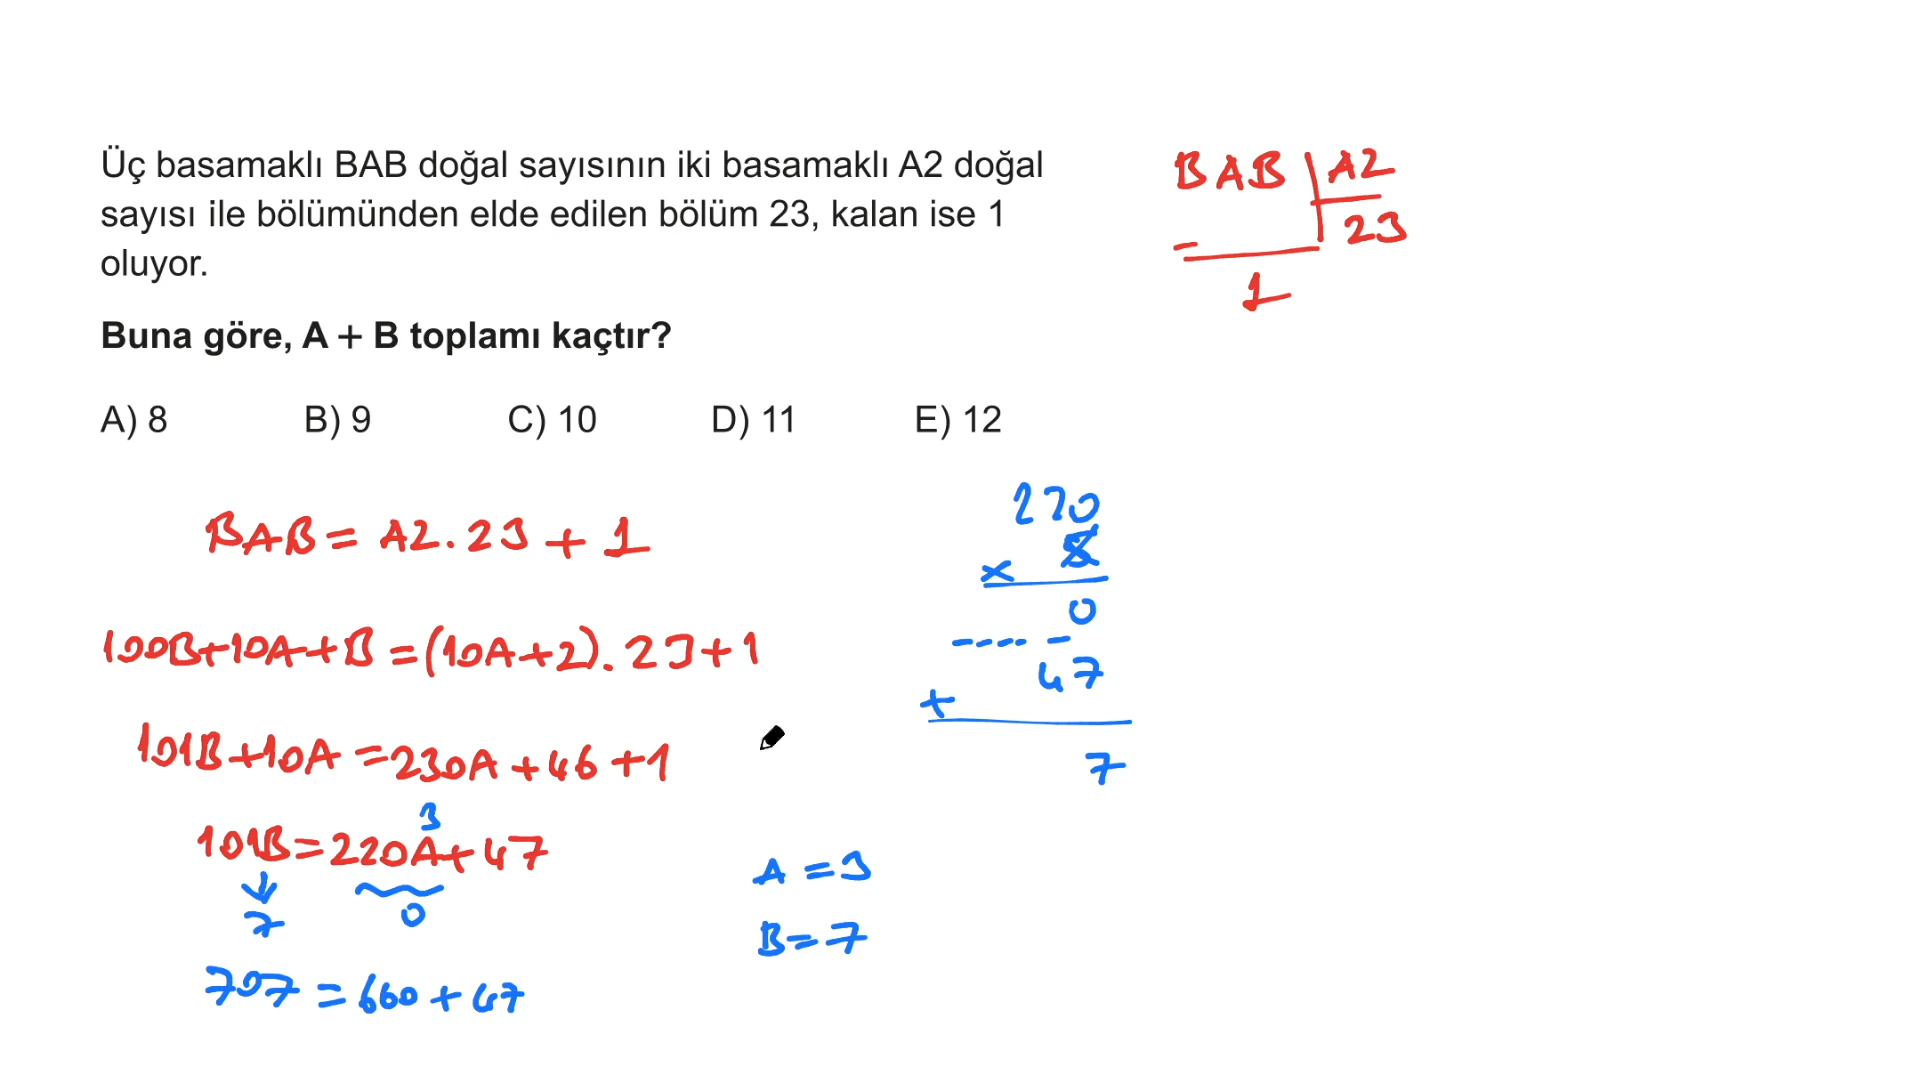 Üç basamaklı BAB doğal sayısının iki basamaklı A2 doğal
sayısı ile bölümünden elde edilen bölüm 23, kalan ise 1
oluyor.
Buna göre, A + B toplamı kaçtır?
A) 8 B) 9 C) 10 D) 11 E) 12
BAB | A2
23
-
1
BAB = A2 . 23 + 1
100B+10A+B = (10A+2) . 23+1
101B+10A = 230A + 46 + 1
3
101B = 220A + 47
7 0
707 = 660 + 47
270
x
0
---- -
47
+
7
A = 3
B = 7